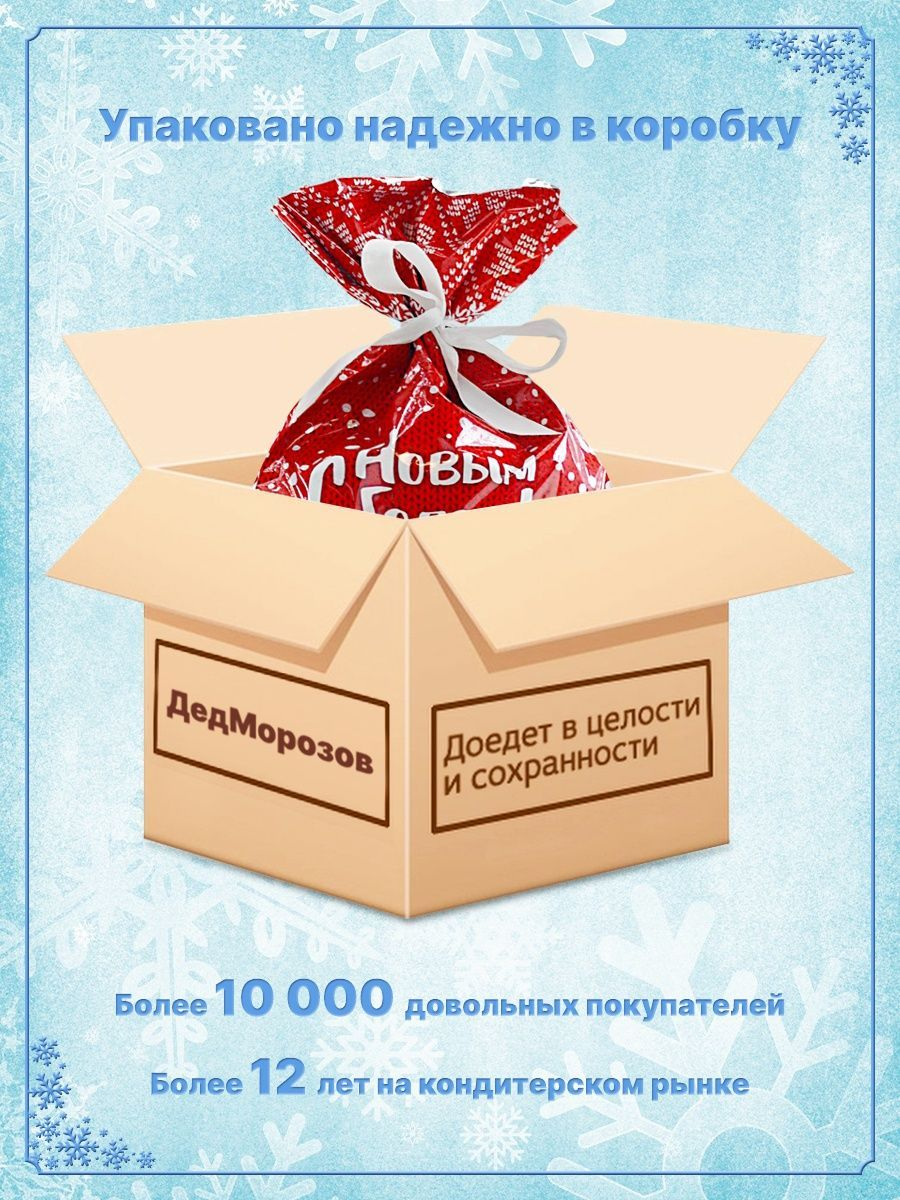 Упаковано надежно в коробку
С Новым
ДедМорозов
Доедет в целости
и сохранности
Более 10 000 довольных покупателей
Более 12 лет на кондитерском рынке